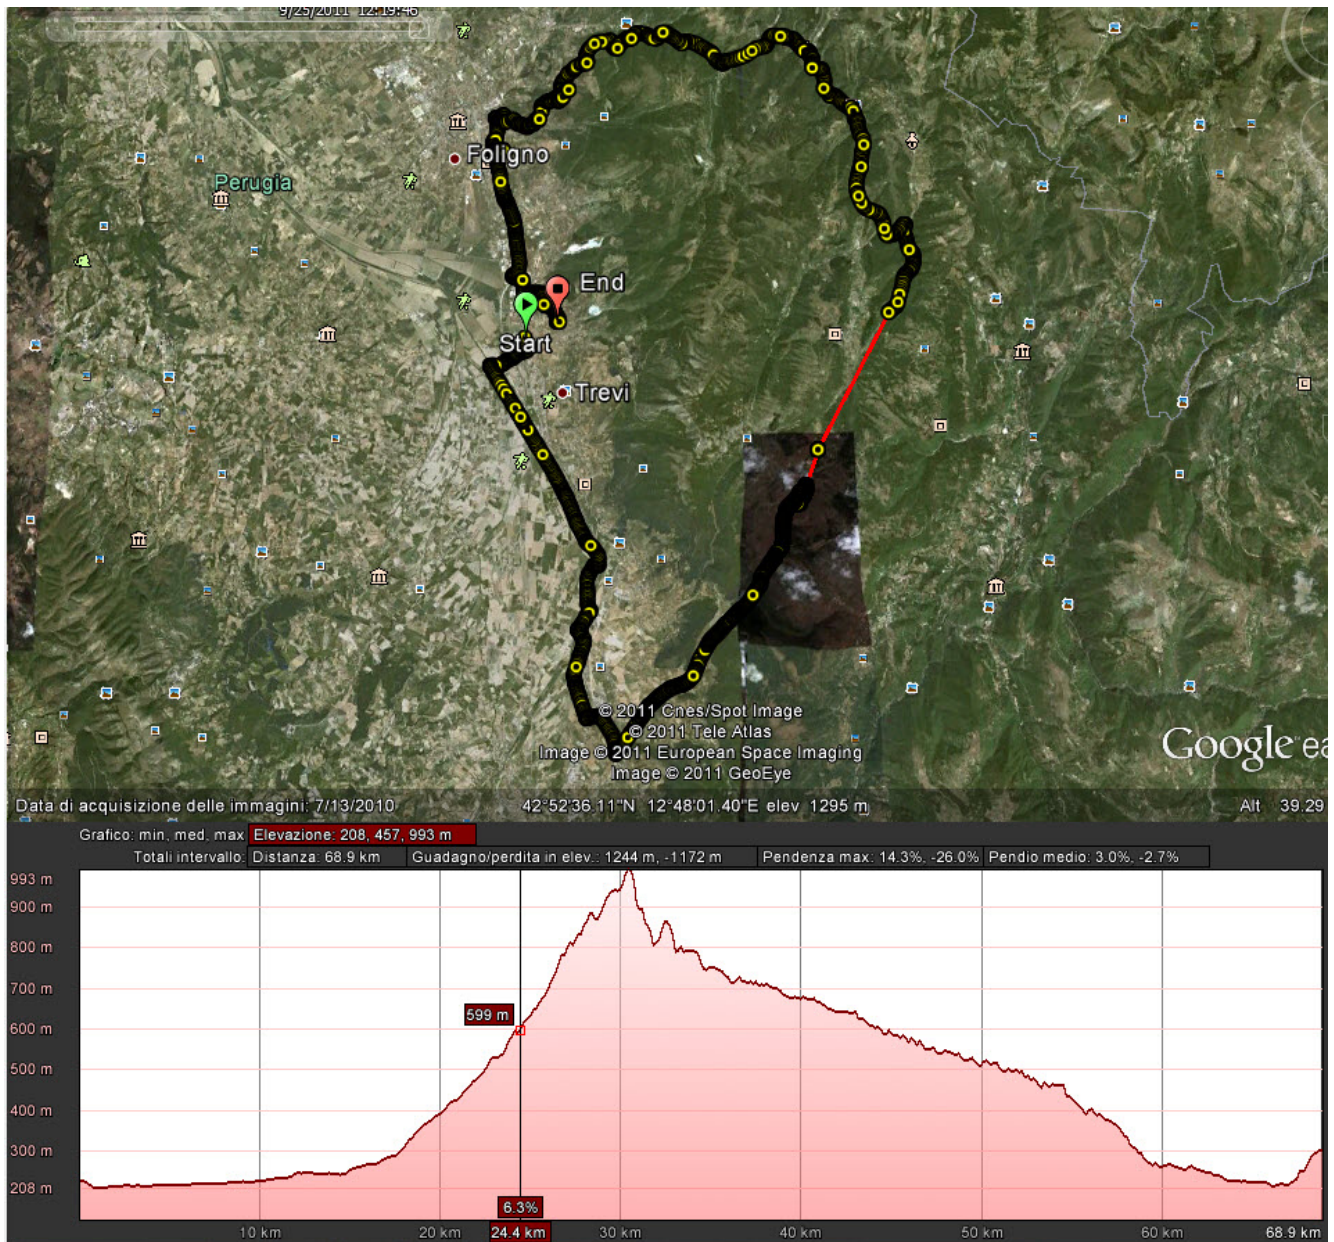 9/25/2011 12:19:46
Foligno
Perugia
End
Start
Trevi
© 2011 Cnes/Spot Image
© 2011 Tele Atlas
Image © 2011 European Space Imaging
Image © 2011 GeoEye
Google ea
Data di acquisizione delle immagini: 7/13/2010 42°52'36.11"N 12°48'01.40"E elev 1295 m Alt 39.29
Grafico: min, med, max Elevazione: 208, 457, 993 m
Totali intervallo: Distanza: 68.9 km Guadagno/perdita in elev.: 1244 m, -1172 m Pendenza max: 14.3%, -26.0% Pendio medio: 3.0%, -2.7%
993 m
900 m
800 m
700 m
600 m
599 m
500 m
400 m
300 m
208 m
6.3%
10 km 20 km 24.4 km 30 km 40 km 50 km 60 km 68.9 km